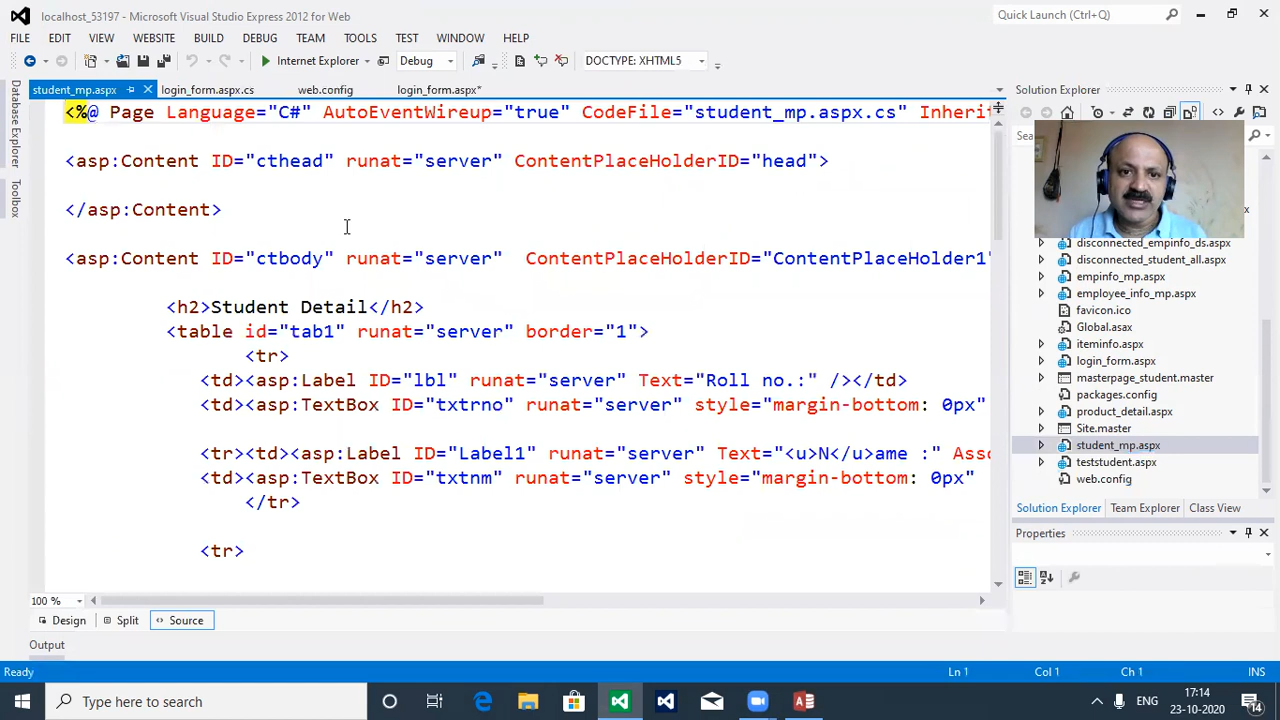 localhost_53197 - Microsoft Visual Studio Express 2012 for Web
Quick Launch (Ctrl+Q)
FILE EDIT VIEW WEBSITE BUILD DEBUG TEAM TOOLS TEST WINDOW HELP
Internet Explorer Debug DOCTYPE: XHTML5
student_mp.aspx login_form.aspx.cs web.config login_form.aspx*
Database Explorer
Toolbox
<%@ Page Language="C#" AutoEventWireup="true" CodeFile="student_mp.aspx.cs" Inherit
<asp:Content ID="cthead" runat="server" ContentPlaceHolderID="head">
</asp:Content>
<asp:Content ID="ctbody" runat="server" ContentPlaceHolderID="ContentPlaceHolder1"
<h2>Student Detail</h2>
<table id="tab1" runat="server" border="1">
<tr>
<td><asp:Label ID="lbl" runat="server" Text="Roll no.:" /></td>
<td><asp:TextBox ID="txtrno" runat="server" style="margin-bottom: 0px"
<tr><td><asp:Label ID="Label1" runat="server" Text="<u>N</u>ame :" Asso
<td><asp:TextBox ID="txtnm" runat="server" style="margin-bottom: 0px"
</tr>
<tr>
100 %
Design Split Source
Output
Solution Explorer
disconnected_empinfo_ds.aspx
disconnected_student_all.aspx
empinfo_mp.aspx
employee_info_mp.aspx
favicon.ico
Global.asax
iteminfo.aspx
login_form.aspx
masterpage_student.master
packages.config
product_detail.aspx
Site.master
student_mp.aspx
teststudent.aspx
web.config
Solution Explorer Team Explorer Class View
Properties
Ready Ln 1 Col 1 Ch 1 INS
Type here to search
ENG
17:14
23-10-2020
14